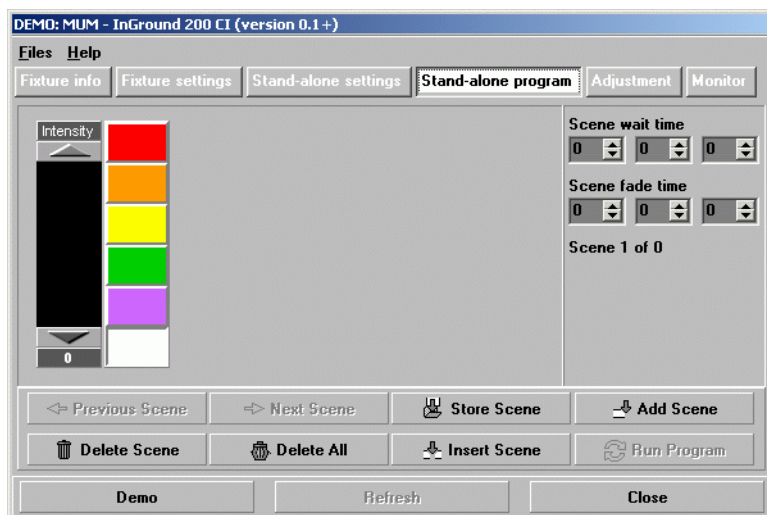 DEMO: MUM - InGround 200 CI (version 0.1+)
Files Help
Fixture info Fixture settings Stand-alone settings Stand-alone program Adjustment Monitor
Intensity
0
Scene wait time
0 0 0
Scene fade time
0 0 0
Scene 1 of 0
Previous Scene Next Scene Store Scene Add Scene
Delete Scene Delete All Insert Scene Run Program
Demo Refresh Close